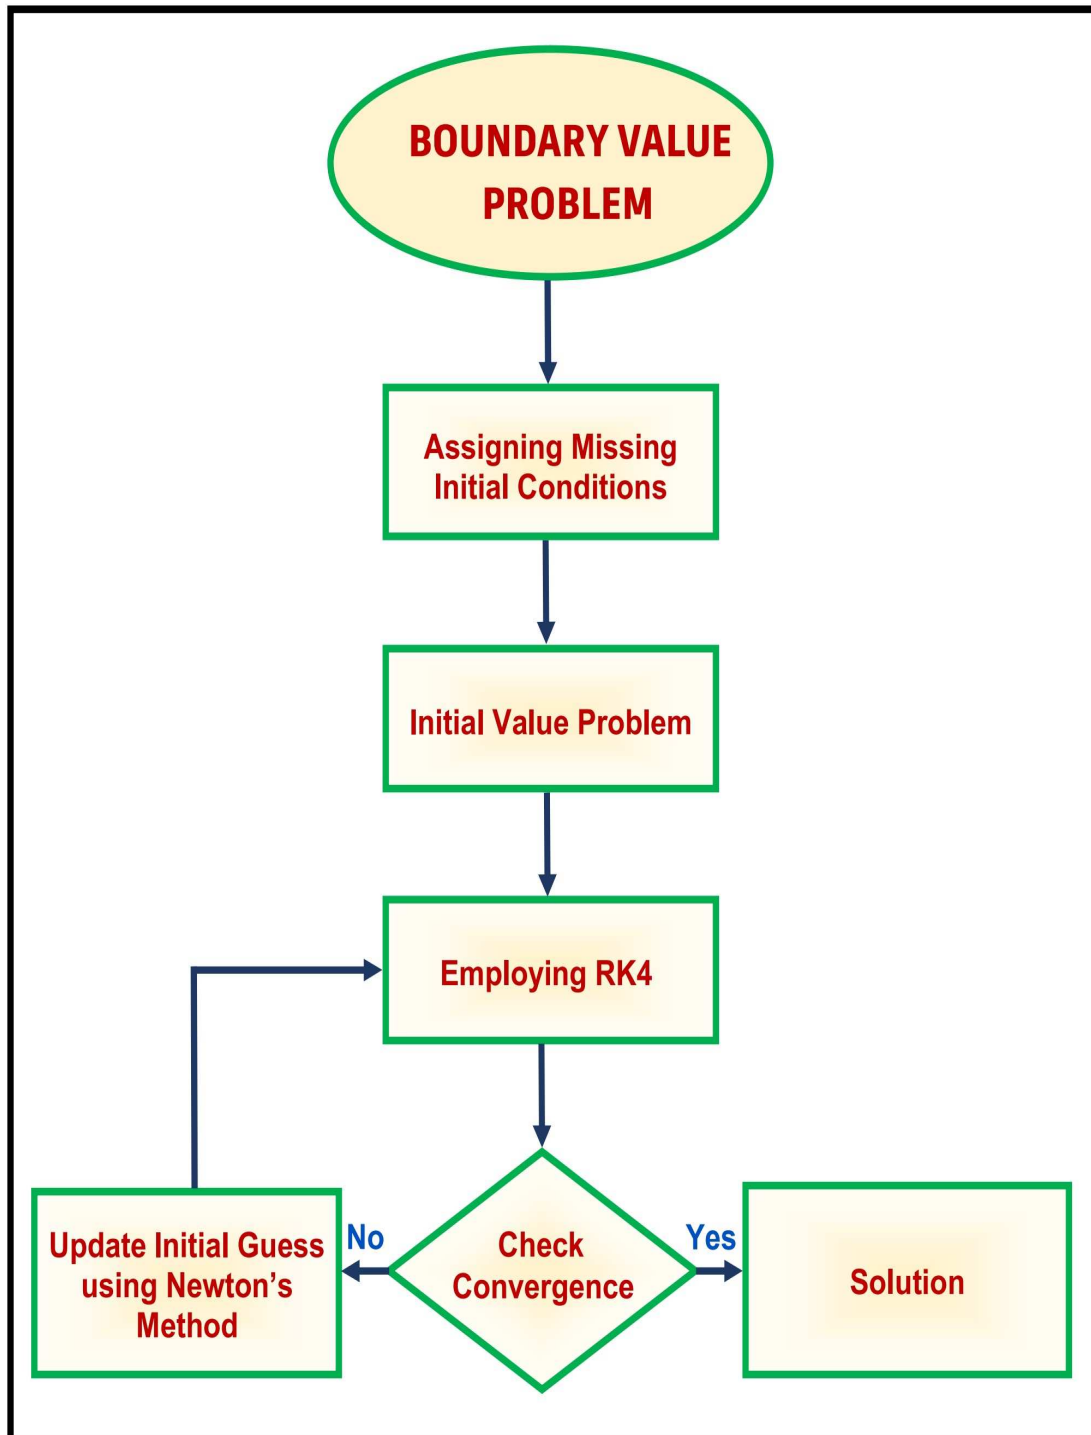 BOUNDARY VALUE
PROBLEM
Assigning Missing
Initial Conditions
Initial Value Problem
Employing RK4
Update Initial Guess
using Newton’s
Method
No
Check
Convergence
Yes
Solution